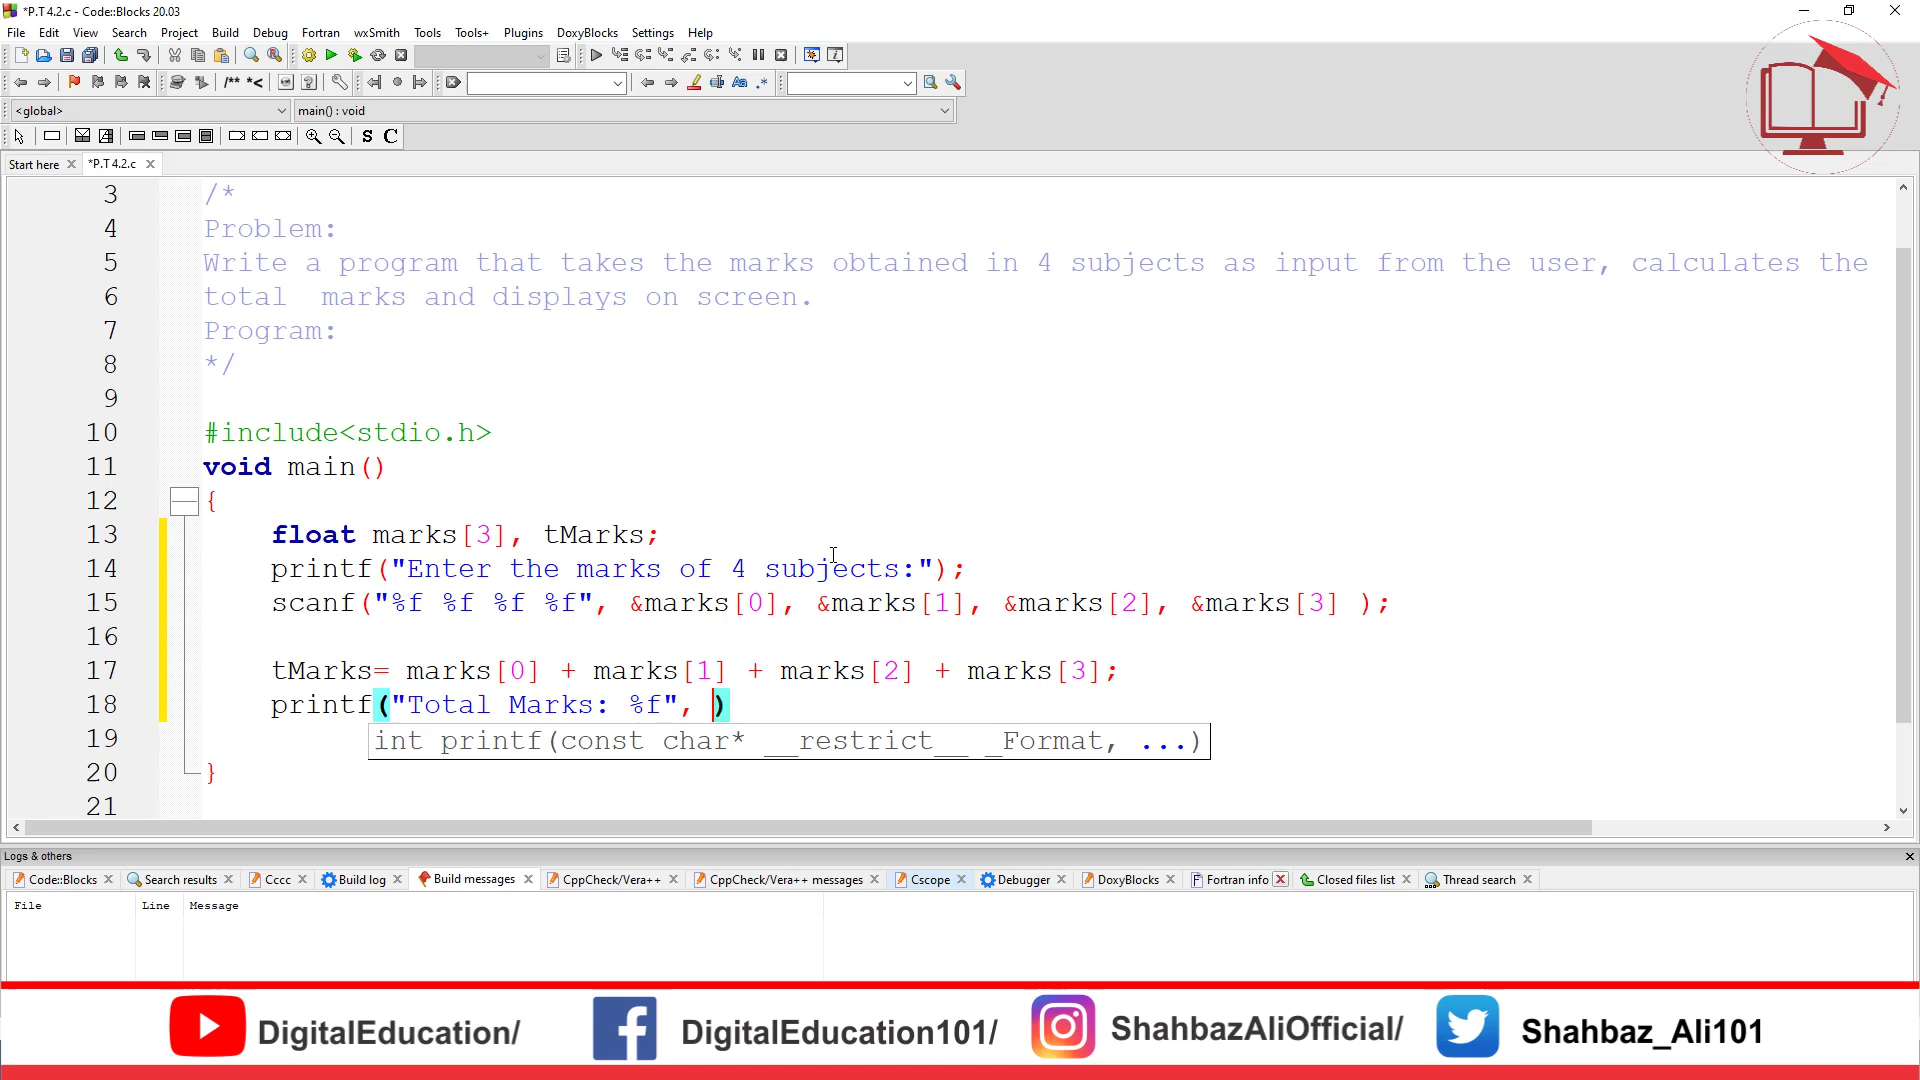 *P.T 4.2.c - Code::Blocks 20.03
File Edit View Search Project Build Debug Fortran wxSmith Tools Tools+ Plugins DoxyBlocks Settings Help
/** *<
Aa .*
<global> main() : void
S C
Start here *P.T 4.2.c
3 /*
4 Problem:
5 Write a program that takes the marks obtained in 4 subjects as input from the user, calculates the
6 total  marks and displays on screen.
7 Program:
8 */
9
10 #include<stdio.h>
11 void main()
12 {
13 float marks[3], tMarks;
14 printf("Enter the marks of 4 subjects:");
15 scanf("%f %f %f %f", &marks[0], &marks[1], &marks[2], &marks[3] );
16
17 tMarks= marks[0] + marks[1] + marks[2] + marks[3];
18 printf("Total Marks: %f", )
19 int printf(const char* __restrict__ _Format, ...)
20 }
21
Logs & others
Code::Blocks Search results Cccc Build log Build messages CppCheck/Vera++ CppCheck/Vera++ messages Cscope Debugger DoxyBlocks Fortran info Closed files list Thread search
File Line Message
DigitalEducation/ DigitalEducation101/ ShahbazAliOfficial/ Shahbaz_Ali101